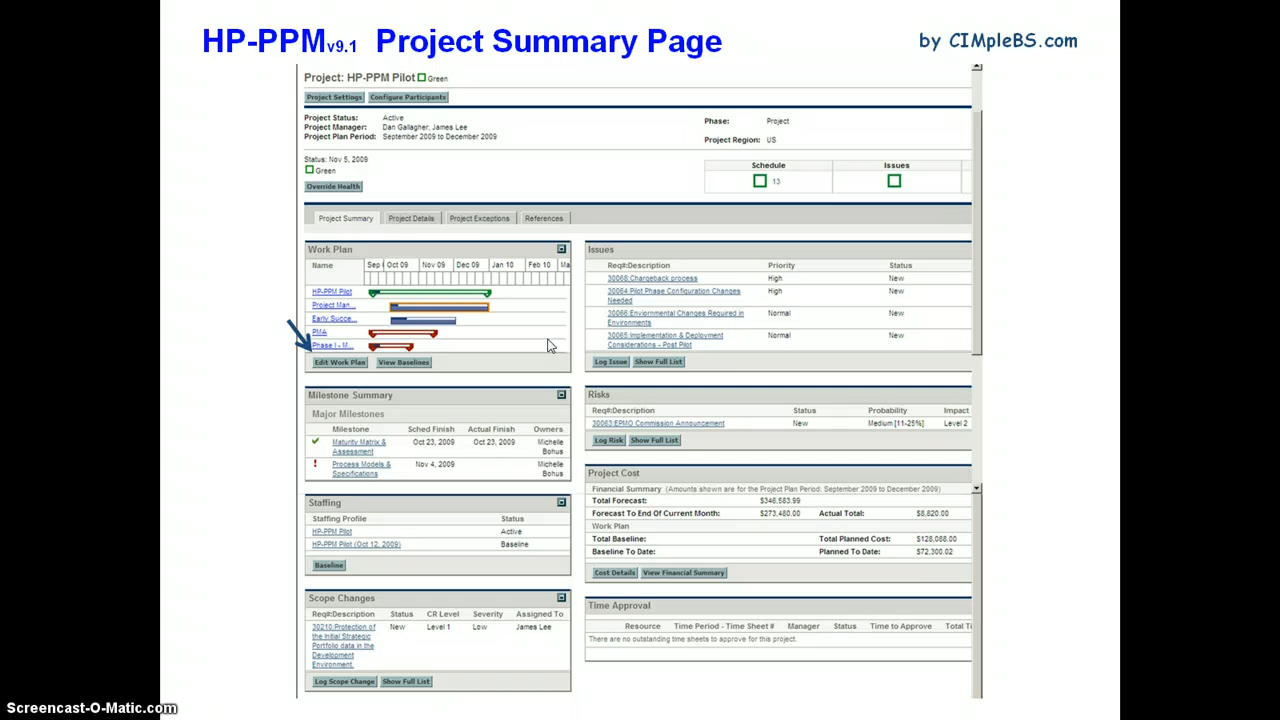 HP-PPMv9.1 Project Summary Page
by CIMpleBS.com
Project: HP-PPM Pilot Green
Project Settings Configure Participants
Project Status: Active
Project Manager: Dan Gallagher, James Lee
Project Plan Period: September 2009 to December 2009
Phase: Project
Project Region: US
Status: Nov 5, 2009
Green
Override Health
Schedule Issues
13
Project Summary Project Details Project Exceptions References
Work Plan
Name Sep Oct 09 Nov 09 Dec 09 Jan 10 Feb 10 Ma
HP-PPM Pilot
Project Man...
Early Succe...
PMA
Phase I - M...
Edit Work Plan View Baselines
Milestone Summary
Major Milestones
Milestone Sched Finish Actual Finish Owners
Maturity Matrix & Oct 23, 2009 Oct 23, 2009 Michelle
Assessment Bohus
! Process Models & Nov 4, 2009 Michelle
Specifications Bohus
Staffing
Staffing Profile Status
HP-PPM Pilot Active
HP-PPM Pilot (Oct 12, 2009) Baseline
Baseline
Scope Changes
Req#:Description Status CR Level Severity Assigned To
30210:Protection of New Level 1 Low James Lee
the Initial Strategic
Portfolio data in the
Development
Environment.
Log Scope Change Show Full List
Issues
Req#:Description Priority Status
30068:Chargeback process High New
30064:Pilot Phase Configuration Changes High New
Needed
30066:Enviornmental Changes Required in Normal New
Environments
30065:Implementation & Deployment Normal New
Considerations - Post Pilot
Log Issue Show Full List
Risks
Req#:Description Status Probability Impact
30063:EPMO Commission Announcement New Medium [11-25%] Level 2
Log Risk Show Full List
Project Cost
Financial Summary (Amounts shown are for the Project Plan Period: September 2009 to December 2009)
Total Forecast: $346,583.99
Forecast To End Of Current Month: $273,480.00 Actual Total: $8,820.00
Work Plan
Total Baseline: Total Planned Cost: $128,088.00
Baseline To Date: Planned To Date: $72,300.02
Cost Details View Financial Summary
Time Approval
Resource Time Period - Time Sheet # Manager Status Time to Approve Total Ti
There are no outstanding time sheets to approve for this project.
Screencast-O-Matic.com